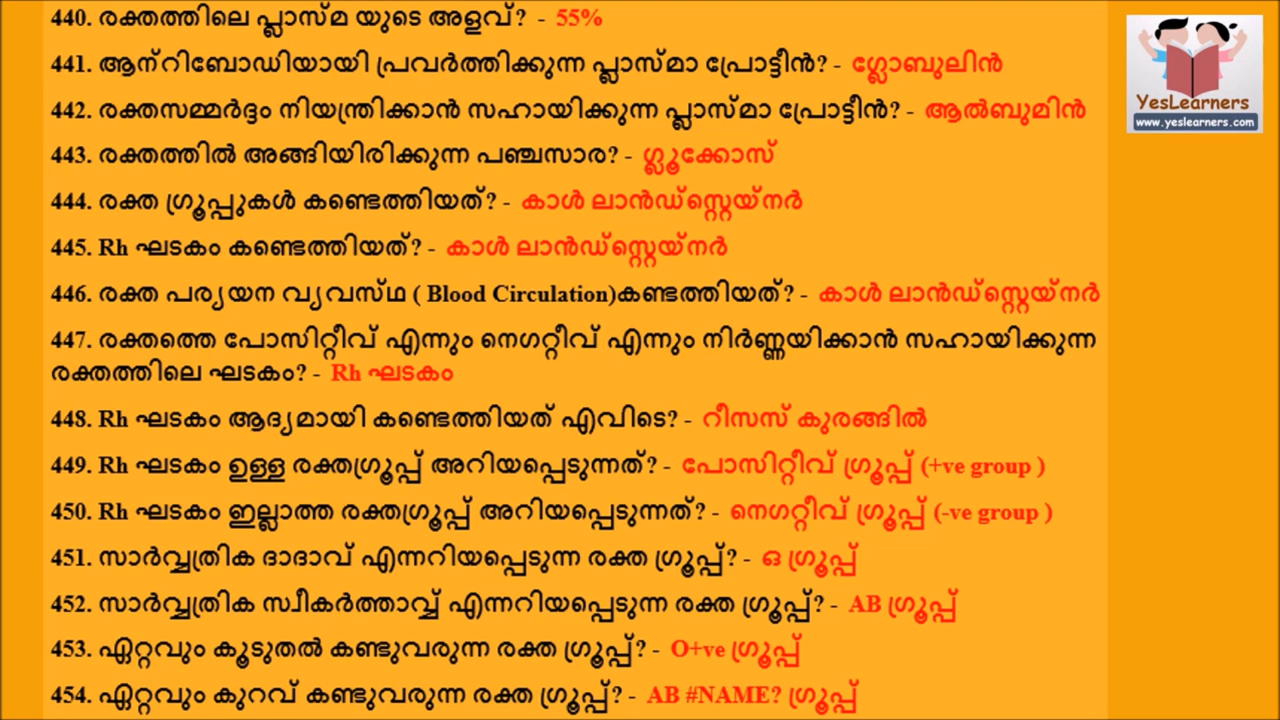 440. രക്തത്തിലെ പ്ലാസ്മ യുടെ അളവ്? - 55%
441. ആന്റിബോഡിയായി പ്രവർത്തിക്കുന്ന പ്ലാസ്മാ പ്രോട്ടീൻ? - ഗ്ലോബുലിൻ
442. രക്തസമ്മർദ്ദം നിയന്ത്രിക്കാൻ സഹായിക്കുന്ന പ്ലാസ്മാ പ്രോട്ടീൻ? - ആൽബുമിൻ
443. രക്തത്തിൽ അങ്ങിയിരിക്കുന്ന പഞ്ചസാര? - ഗ്ലൂക്കോസ്
444. രക്ത ഗ്രൂപ്പുകൾ കണ്ടെത്തിയത്? - കാൾ ലാൻഡ്സ്റ്റെയ്നർ
445. Rh ഘടകം കണ്ടെത്തിയത്? - കാൾ ലാൻഡ്സ്റ്റെയ്നർ
446. രക്ത പര്യയന വ്യവസ്ഥ ( Blood Circulation)കണ്ടത്തിയത്? - കാൾ ലാൻഡ്സ്റ്റെയ്നർ
447. രക്തത്തെ പോസിറ്റീവ് എന്നും നെഗറ്റീവ് എന്നും നിർണ്ണയിക്കാൻ സഹായിക്കുന്ന
രക്തത്തിലെ ഘടകം? - Rh ഘടകം
448. Rh ഘടകം ആദ്യമായി കണ്ടെത്തിയത് എവിടെ? - റീസസ് കുരങ്ങിൽ
449. Rh ഘടകം ഉള്ള രക്തഗ്രൂപ്പ് അറിയപ്പെടുന്നത്? - പോസിറ്റീവ് ഗ്രൂപ്പ് (+ve group )
450. Rh ഘടകം ഇല്ലാത്ത രക്തഗ്രൂപ്പ് അറിയപ്പെടുന്നത്? - നെഗറ്റീവ് ഗ്രൂപ്പ് (-ve group )
451. സാർവ്വത്രിക ദാദാവ് എന്നറിയപ്പെടുന്ന രക്ത ഗ്രൂപ്പ്? - ഒ ഗ്രൂപ്പ്
452. സാർവ്വത്രിക സ്വീകർത്താവ്വ് എന്നറിയപ്പെടുന്ന രക്ത ഗ്രൂപ്പ്? - AB ഗ്രൂപ്പ്
453. ഏറ്റവും കൂടുതൽ കണ്ടുവരുന്ന രക്ത ഗ്രൂപ്പ്? - O+ve ഗ്രൂപ്പ്
454. ഏറ്റവും കുറവ് കണ്ടുവരുന്ന രക്ത ഗ്രൂപ്പ്? - AB #NAME? ഗ്രൂപ്പ്
YesLearners
www.yeslearners.com